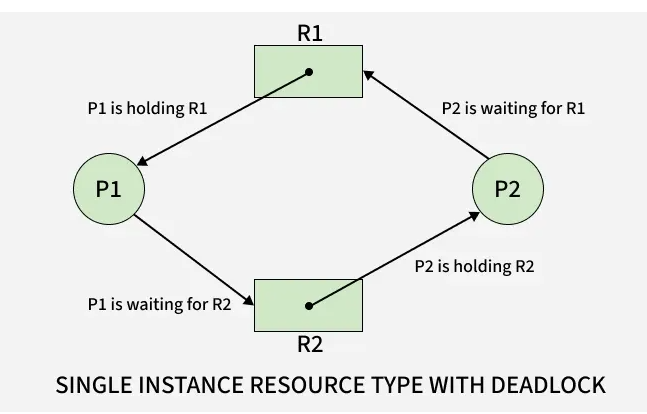 R1
P1 is holding R1
P2 is waiting for R1
P1
P2
P2 is holding R2
P1 is waiting for R2
R2
SINGLE INSTANCE RESOURCE TYPE WITH DEADLOCK